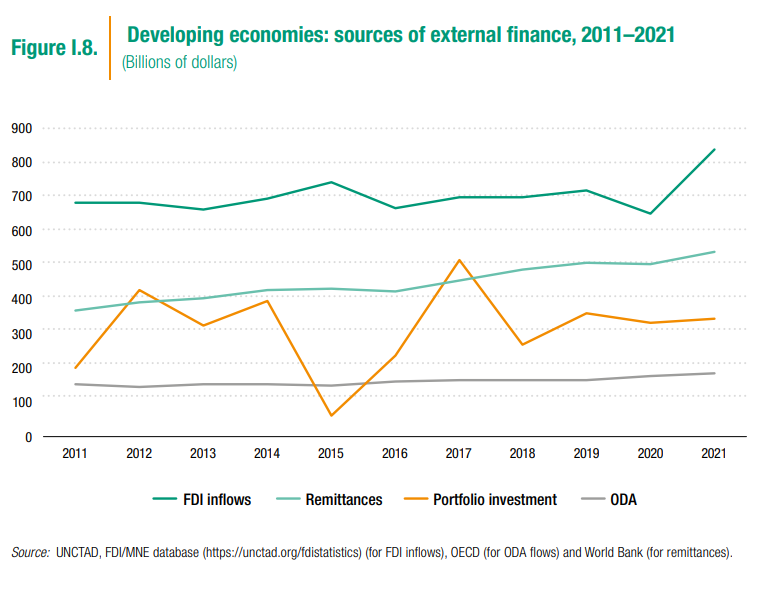 Figure I.8.
Developing economies: sources of external finance, 2011–2021
(Billions of dollars)
900
800
700
600
500
400
300
200
100
0
2011 2012 2013 2014 2015 2016 2017 2018 2019 2020 2021
FDI inflows Remittances Portfolio investment ODA
Source: UNCTAD, FDI/MNE database (https://unctad.org/fdistatistics) (for FDI inflows), OECD (for ODA flows) and World Bank (for remittances).